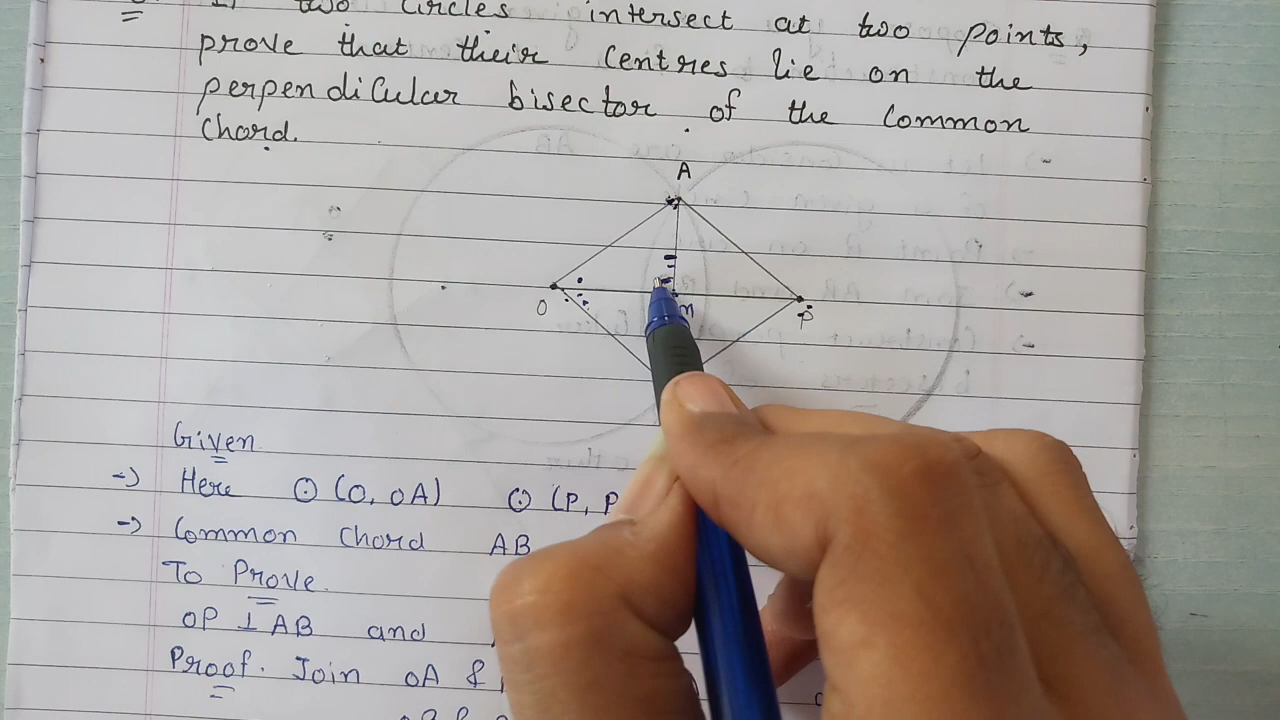 two circles intersect at two points,
prove that their centres lie on the
perpendicular bisector of the common
chord.
A
O
m
P
Given
-) Here ⊙ (O, OA) ⊙ (P, P
-) Common chord AB
To Prove.
OP ⊥ AB and
Proof. Join OA &